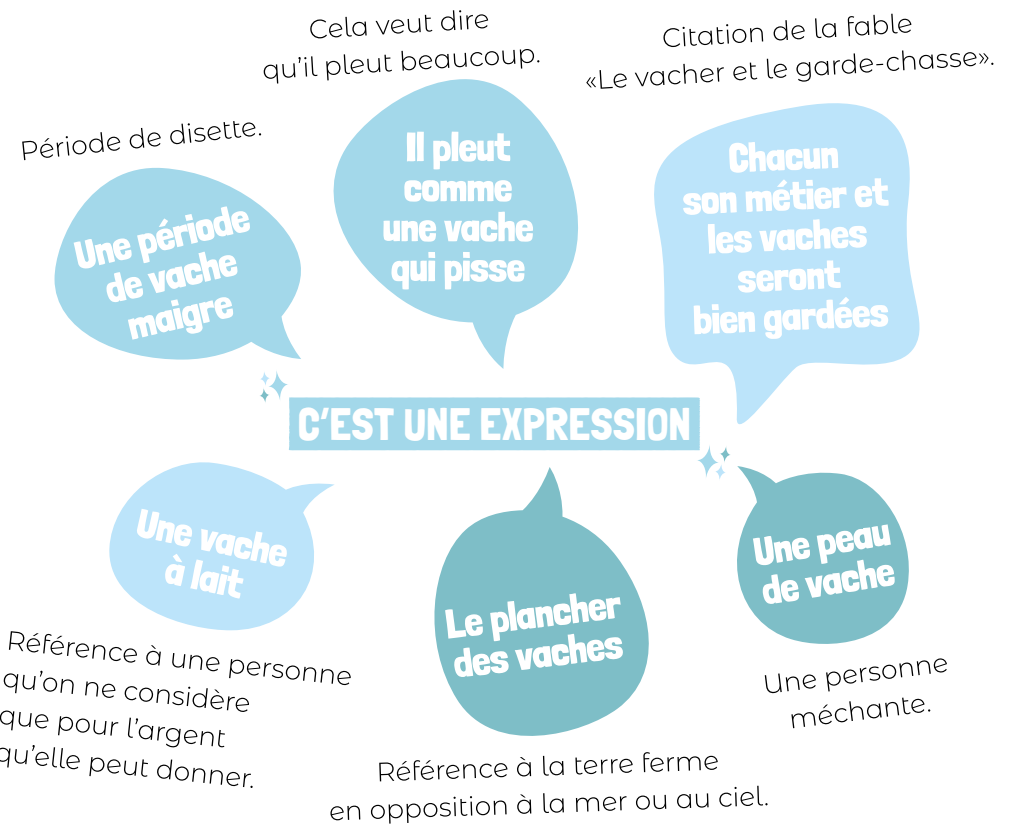 Cela veut dire
qu'il pleut beaucoup.
Citation de la fable
«Le vacher et le garde-chasse».
Période de disette.
Une période
de vache
maigre
Il pleut
comme
une vache
qui pisse
Chacun
son métier et
les vaches
seront
bien gardées
C'EST UNE EXPRESSION
Une vache
à lait
Référence à une personne
qu'on ne considère
que pour l'argent
qu'elle peut donner.
Le plancher
des vaches
Référence à la terre ferme
en opposition à la mer ou au ciel.
Une peau
de vache
Une personne
méchante.